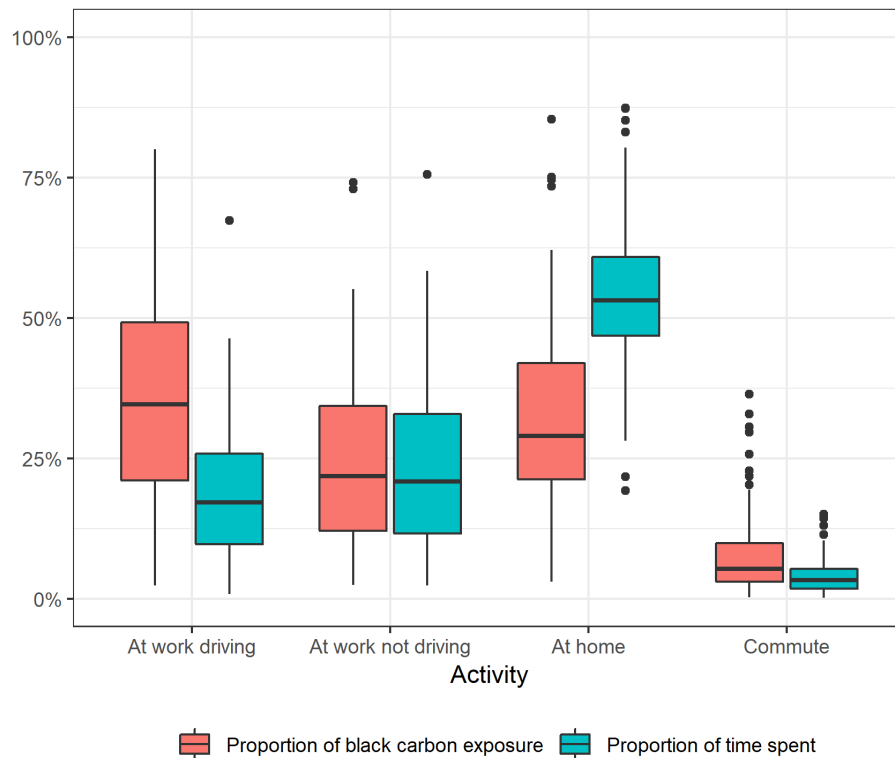 100%
75%
50%
25%
0%
At work driving
At work not driving
At home
Commute
Activity
Proportion of black carbon exposure
Proportion of time spent